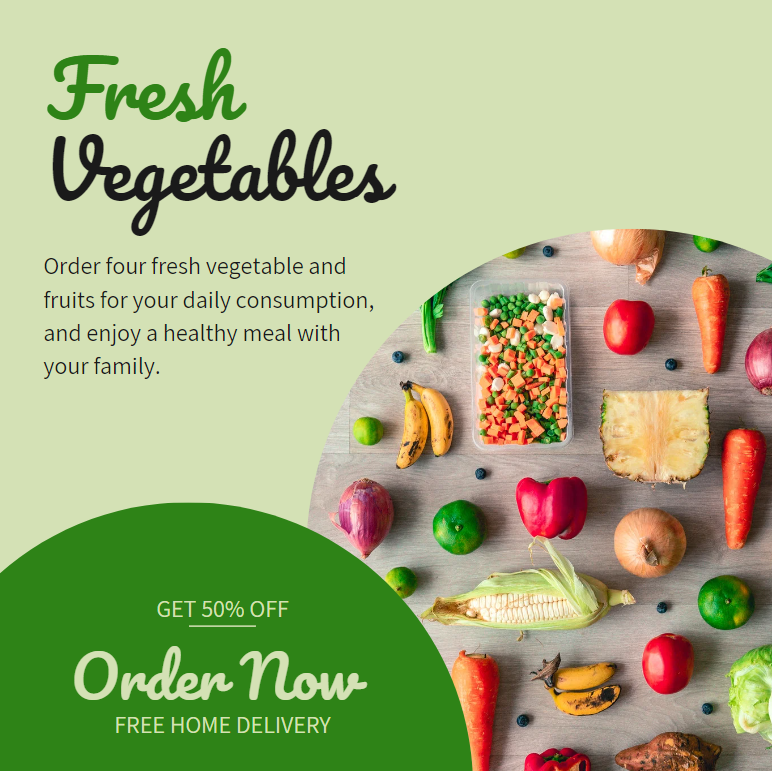 Fresh
Vegetables
Order four fresh vegetable and
fruits for your daily consumption,
and enjoy a healthy meal with
your family.
GET 50% OFF
Order Now
FREE HOME DELIVERY